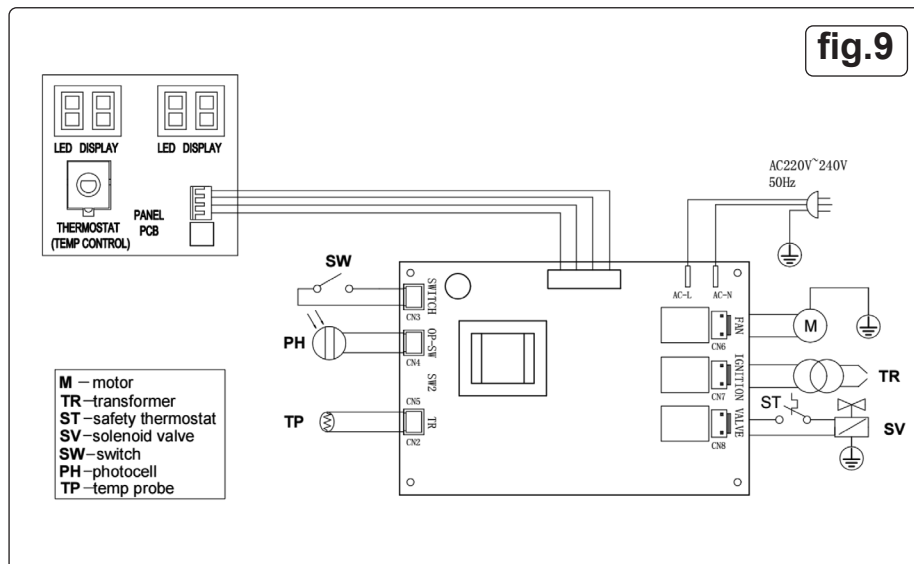 fig.9
LED DISPLAY
LED DISPLAY
THERMOSTAT
(TEMP CONTROL)
PANEL
PCB
AC220V~240V
50Hz
AC-L
AC-N
SW
SWITCH
CN3
PH
OP-SW
CN4
SW2
CN5
TP
TR
CN2
FAN
CN6
M
IGNITION
CN7
TR
VALVE
CN8
ST
SV
M – motor
TR–transformer
ST–safety thermostat
SV–solenoid valve
SW–switch
PH–photocell
TP–temp probe